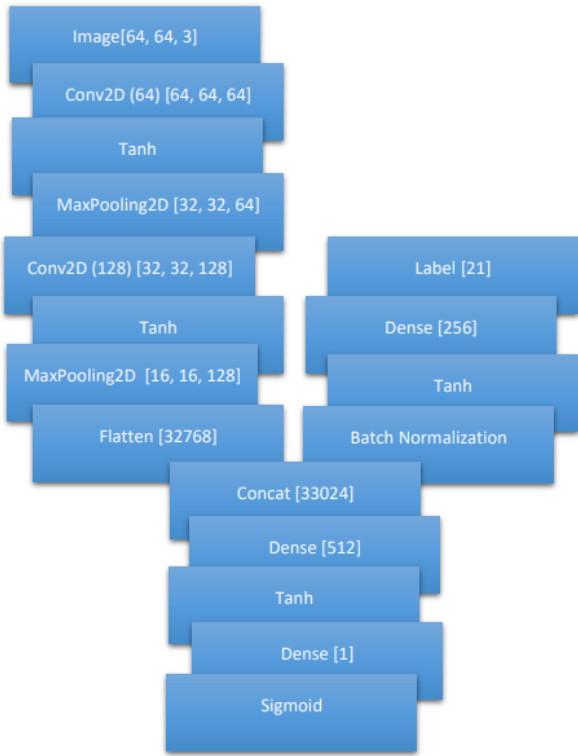 Image[64, 64, 3]
Conv2D (64) [64, 64, 64]
Tanh
MaxPooling2D [32, 32, 64]
Conv2D (128) [32, 32, 128]
Tanh
MaxPooling2D [16, 16, 128]
Flatten [32768]
Label [21]
Dense [256]
Tanh
Batch Normalization
Concat [33024]
Dense [512]
Tanh
Dense [1]
Sigmoid